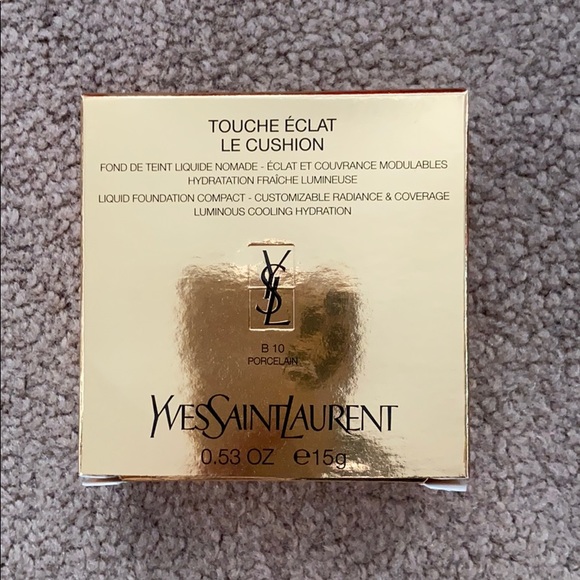 TOUCHE ÉCLAT
LE CUSHION
FOND DE TEINT LIQUIDE NOMADE - ÉCLAT ET COUVRANCE MODULABLES
HYDRATATION FRAÎCHE LUMINEUSE
LIQUID FOUNDATION COMPACT - CUSTOMIZABLE RADIANCE & COVERAGE
LUMINOUS COOLING HYDRATION
YSL
B 10
PORCELAIN
YVESSAINTLAURENT
0.53 OZ ℮15g